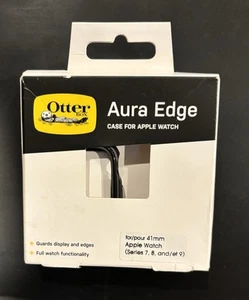 Otter
BOX
Aura Edge
CASE FOR APPLE WATCH
for/pour 41mm
Apple Watch
(Series 7, 8, and/et 9)
Guards display and edges
Full watch functionality